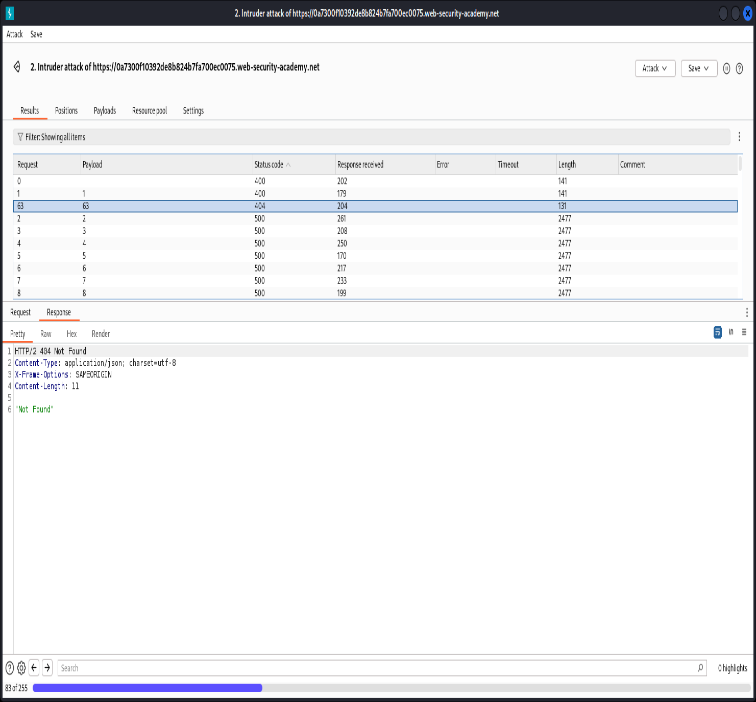 2. Intruder attack of https://0a7300f10392de8b824b7fa700ec0075.web-security-academy.net
Attack Save
2. Intruder attack of https://0a7300f10392de8b824b7fa700ec0075.web-security-academy.net
Attack Save
Results Positions Payloads Resource pool Settings
Filter: Showing all items
Request Payload Status code Response received Error Timeout Length Comment
0 400 202 141
1 1 400 179 141
63 63 404 204 131
2 2 500 261 2477
3 3 500 208 2477
4 4 500 250 2477
5 5 500 170 2477
6 6 500 217 2477
7 7 500 233 2477
8 8 500 199 2477
Request Response
Pretty Raw Hex Render
\n
1 HTTP/2 404 Not Found
2 Content-Type: application/json; charset=utf-8
3 X-Frame-Options: SAMEORIGIN
4 Content-Length: 11
5
6 "Not Found"
Search 0 highlights
83 of 255